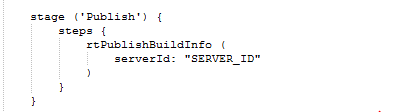 stage ('Publish') {
steps {
rtPublishBuildInfo (
serverId: "SERVER_ID"
)
}
}